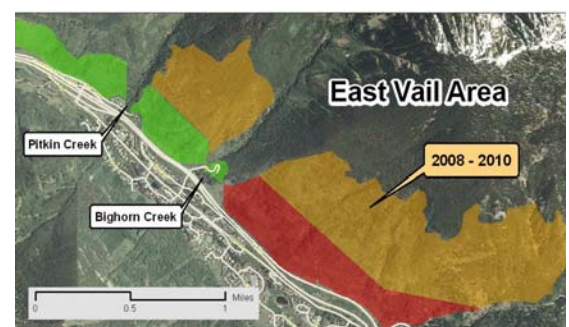 East Vail Area
Pitkin Creek
2008 - 2010
Bighorn Creek
Miles
0 0.5 1